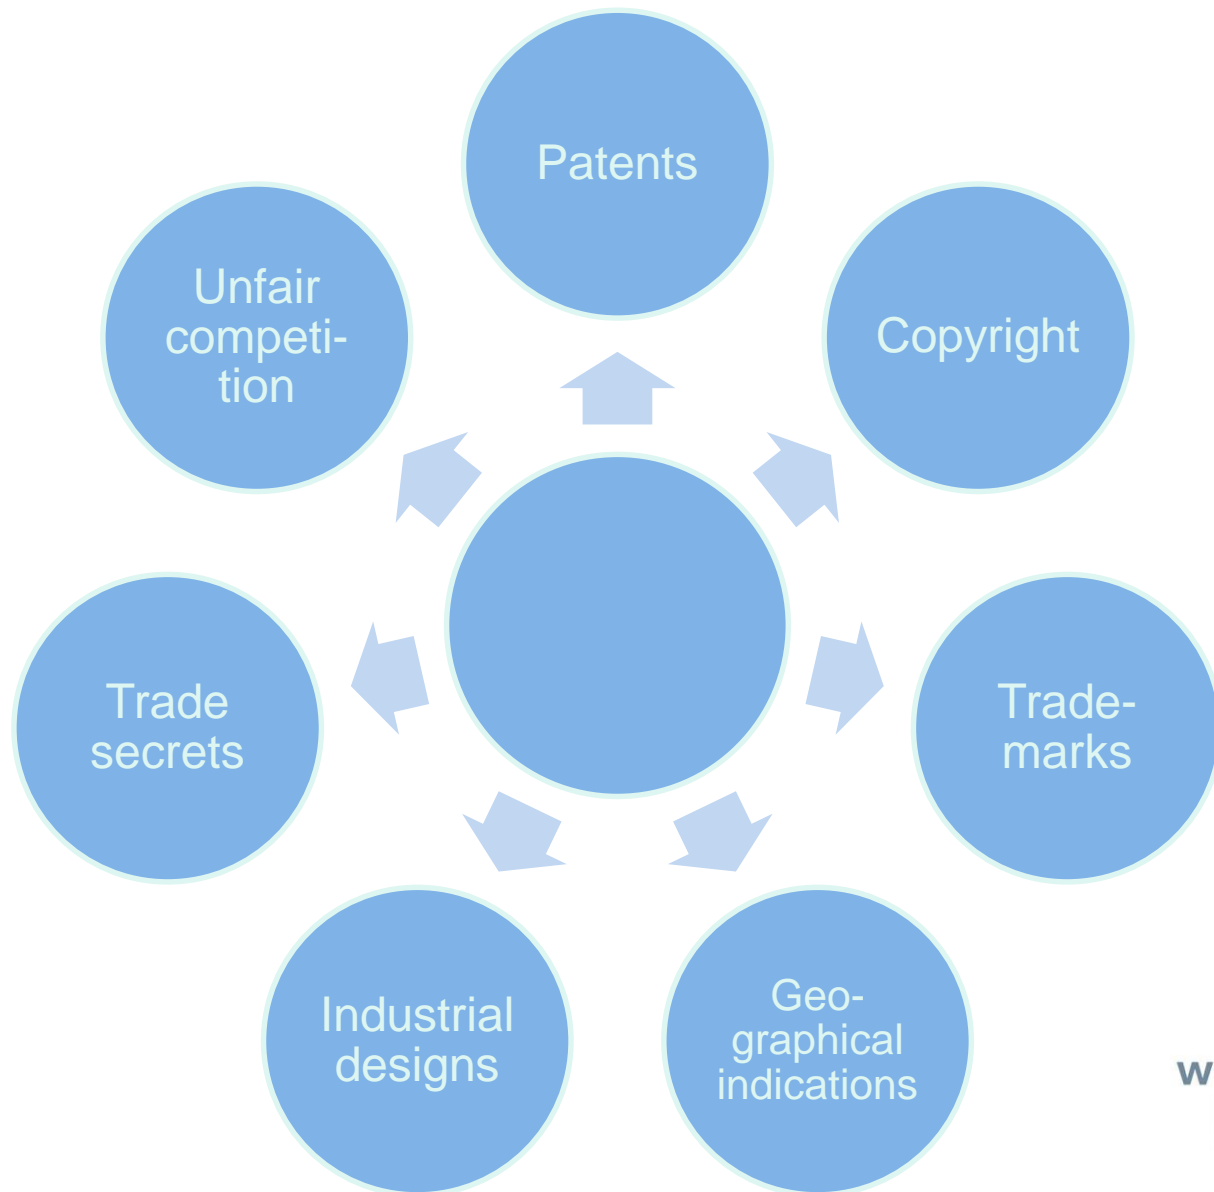 Patents
Copyright
Trade-
marks
Geo-
graphical
indications
Industrial
designs
Trade
secrets
Unfair
competi-
tion
W